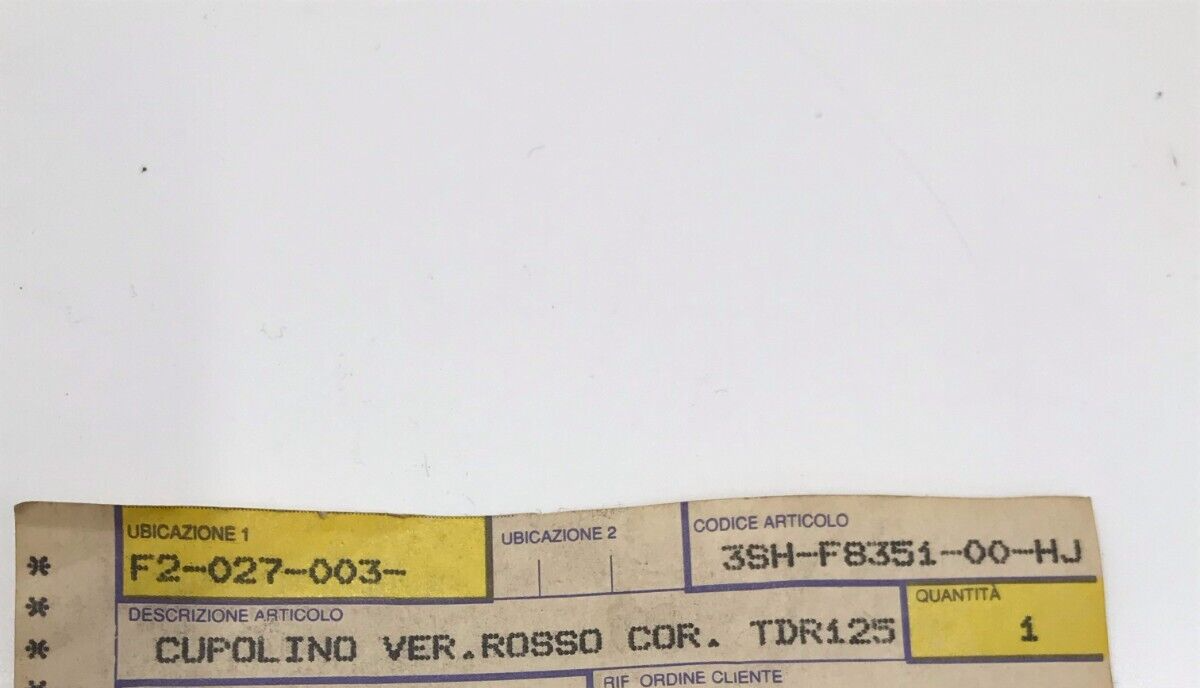 UBICAZIONE 1
F2-027-003-
UBICAZIONE 2
CODICE ARTICOLO
3SH-F8351-00-HJ
DESCRIZIONE ARTICOLO
CUPOLINO VER.ROSSO COR. TDR125
QUANTITÀ
1
RIF ORDINE CLIENTE
*
*
*
*